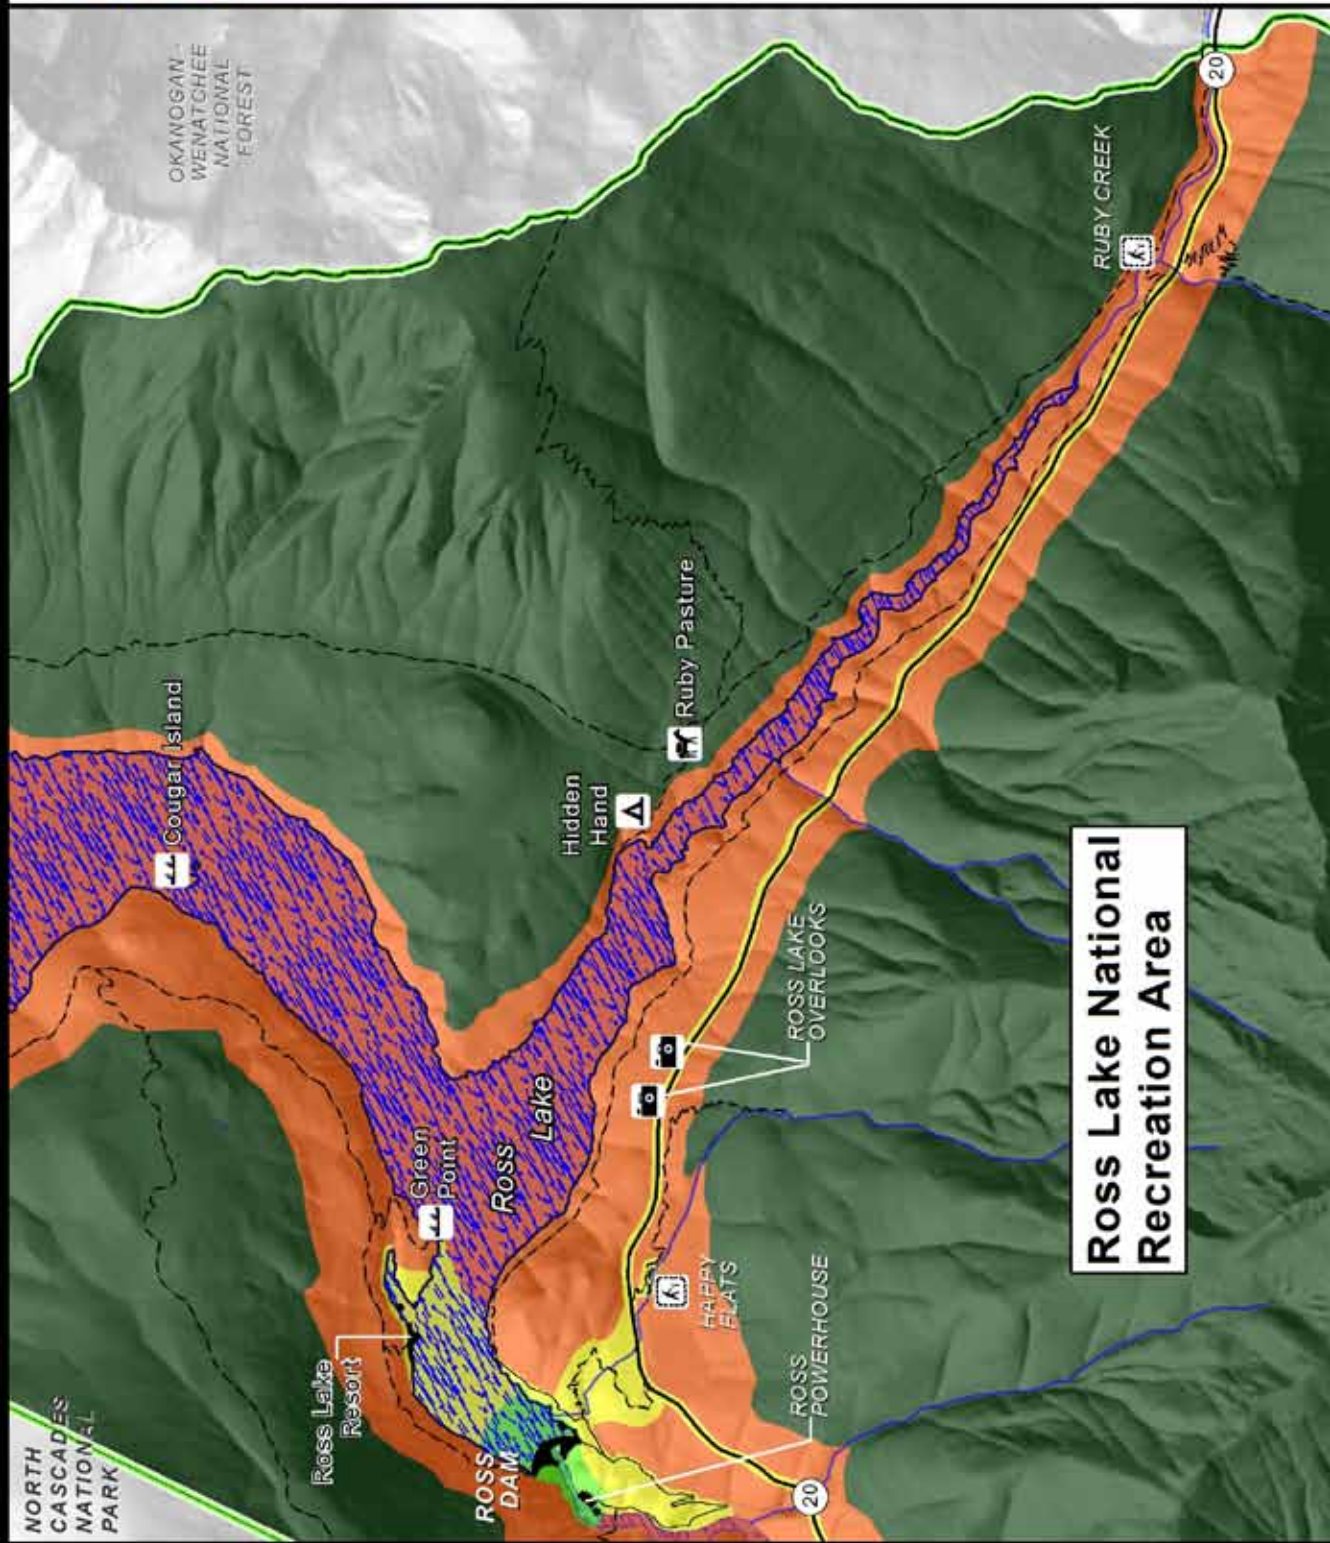 NORTH
CASCADES
NATIONAL
PARK
OKANOGAN-
WENATCHEE
NATIONAL
FOREST
Cougar Island
Ross Lake
Resort
Green
Point
ROSS
DAM
Ross
Lake
Hidden
Hand
Ruby Pasture
HAPPY
FLATS
ROSS LAKE
OVERLOOKS
ROSS
POWERHOUSE
20
RUBY CREEK
Ross Lake National
Recreation Area
20